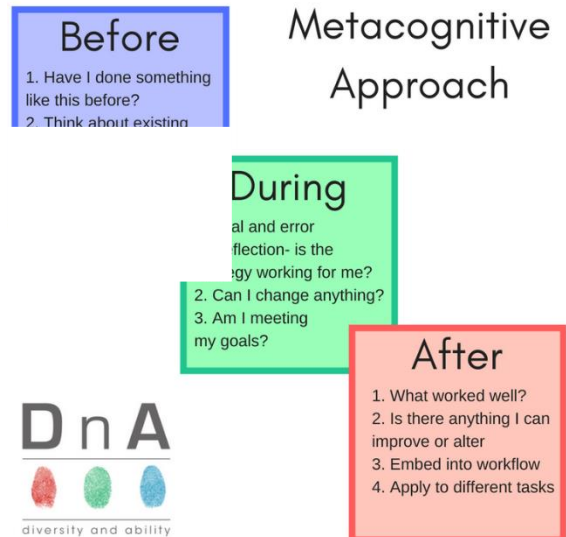 Metacognitive
Approach
Before
1. Have I done something
like this before?
2. Think about existing
During
and error
is the
working for me?
2. Can I change anything?
3. Am I meeting
my goals?
After
1. What worked well?
2. Is there anything I can
improve or alter
3. Embed into workflow
4. Apply to different tasks
DnA
diversity and ability